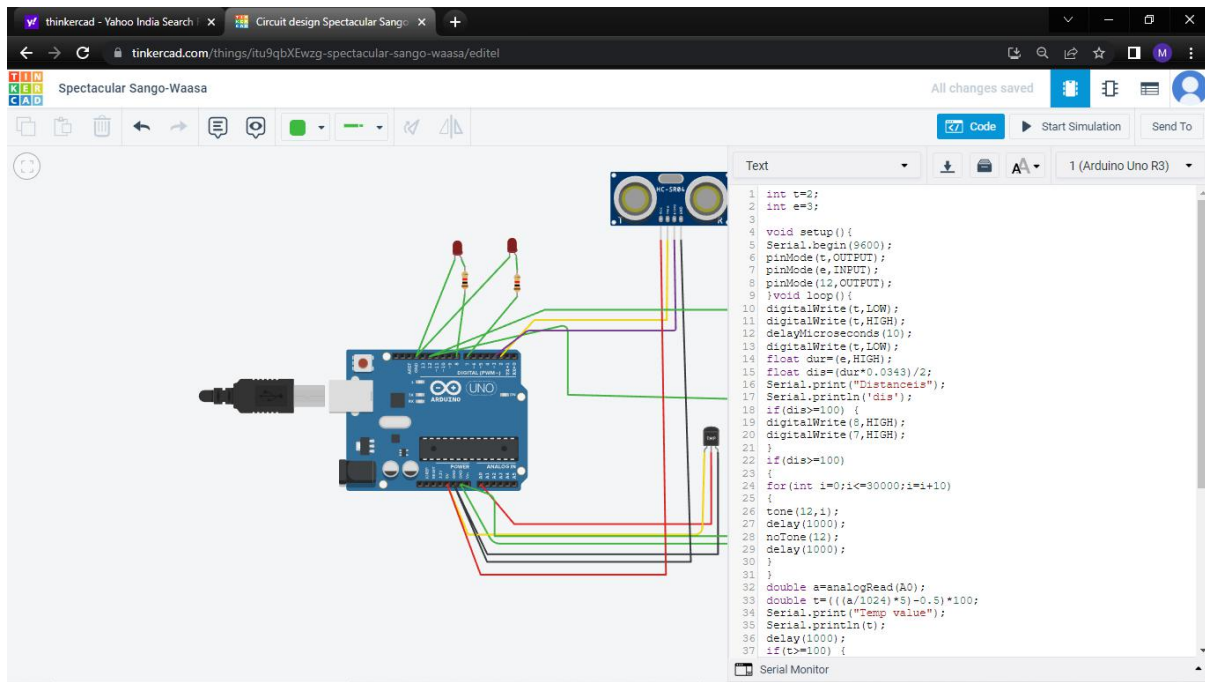 thinkercad - Yahoo India Search
Circuit design Spectacular Sango
tinkercad.com/things/itu9qbXEwzg-spectacular-sango-waasa/editel
M
TIN
KER
CAD
Spectacular Sango-Waasa
All changes saved
Code
Start Simulation
Send To
Text
AA
1 (Arduino Uno R3)
HC-SR04
T
R
DIGITAL (PWM~)
UNO
ARDUINO
POWER
ANALOG IN
TMP
1 int t=2;
2 int e=3;
3
4 void setup(){
5 Serial.begin(9600);
6 pinMode(t,OUTPUT);
7 pinMode(e,INPUT);
8 pinMode(12,OUTPUT);
9 }void loop(){
10 digitalWrite(t,LOW);
11 digitalWrite(t,HIGH);
12 delayMicroseconds(10);
13 digitalWrite(t,LOW);
14 float dur=(e,HIGH);
15 float dis=(dur*0.0343)/2;
16 Serial.print("Distanceis");
17 Serial.println('dis');
18 if(dis>=100) {
19 digitalWrite(8,HIGH);
20 digitalWrite(7,HIGH);
21 }
22 if(dis>=100)
23 {
24 for(int i=0;i<=30000;i=i+10)
25 {
26 tone(12,i);
27 delay(1000);
28 noTone(12);
29 delay(1000);
30 }
31 }
32 double a=analogRead(A0);
33 double t=(((a/1024)*5)-0.5)*100;
34 Serial.print("Temp value");
35 Serial.println(t);
36 delay(1000);
37 if(t>=100) {
Serial Monitor